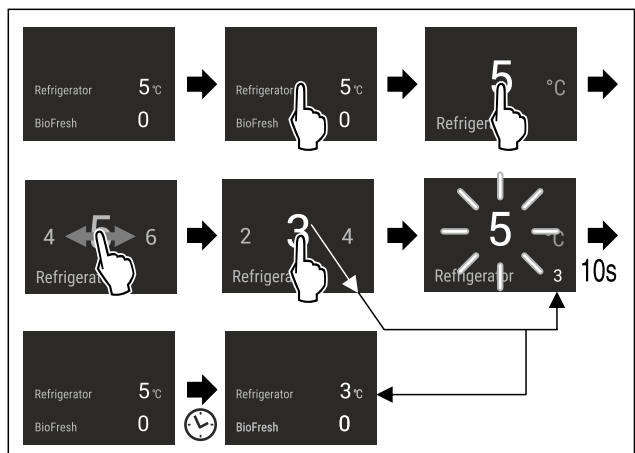 Refrigerator 5 °C
BioFresh 0
Refrigerator 5 °C
BioFresh 0
5 °C
Refriger
4 5 6
Refrigera
2 3 4
Refrigera
5 °C
Refrigerator 3
10s
Refrigerator 5 °C
BioFresh 0
Refrigerator 3 °C
BioFresh 0